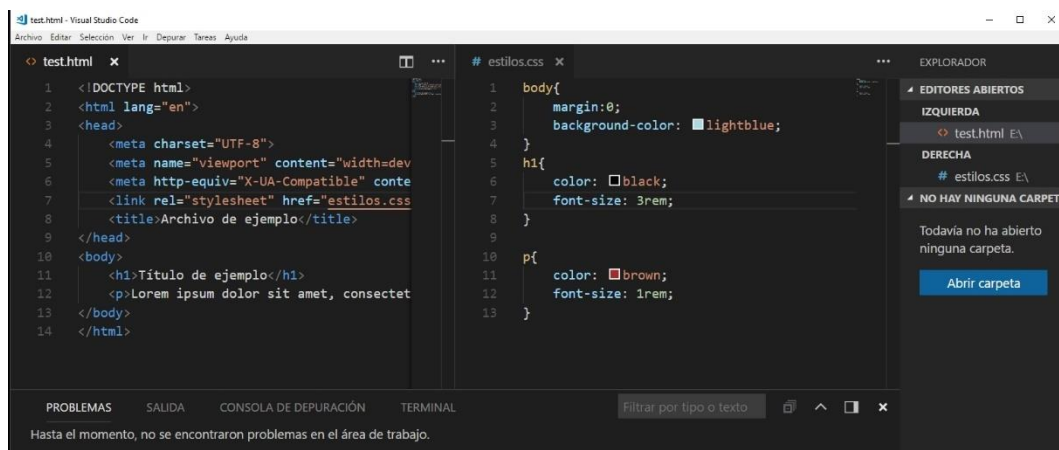 test.html - Visual Studio Code
Archivo Editar Selección Ver Ir Depurar Tareas Ayuda
test.html
1 <!DOCTYPE html>
2 <html lang="en">
3 <head>
4 <meta charset="UTF-8">
5 <meta name="viewport" content="width=dev
6 <meta http-equiv="X-UA-Compatible" conte
7 <link rel="stylesheet" href="estilos.css
8 <title>Archivo de ejemplo</title>
9 </head>
10 <body>
11 <h1>Título de ejemplo</h1>
12 <p>Lorem ipsum dolor sit amet, consectet
13 </body>
14 </html>
# estilos.css
1 body{
2 margin:0;
3 background-color: lightblue;
4 }
5 h1{
6 color: black;
7 font-size: 3rem;
8 }
9
10 p{
11 color: brown;
12 font-size: 1rem;
13 }
EXPLORADOR
EDITORES ABIERTOS
IZQUIERDA
<> test.html E:\
DERECHA
# estilos.css E:\
NO HAY NINGUNA CARPET
Todavía no ha abierto
ninguna carpeta.
Abrir carpeta
PROBLEMAS SALIDA CONSOLA DE DEPURACIÓN TERMINAL Filtrar por tipo o texto
Hasta el momento, no se encontraron problemas en el área de trabajo.